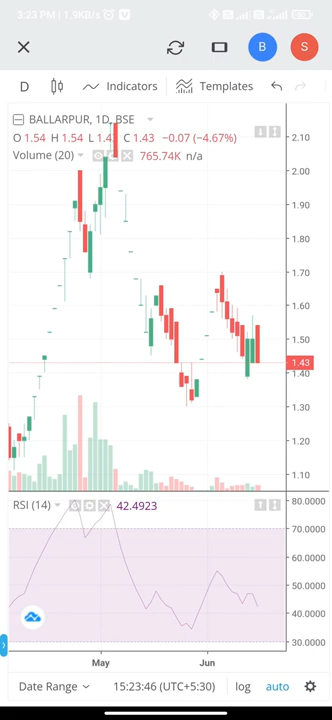 3:23 PM | 1.9KB/s
B
S
D
Indicators
Templates
BALLARPUR, 1D, BSE
O 1.54 H 1.54 L 1.43 C 1.43 −0.07 (−4.67%)
Volume (20)
765.74K n/a
2.10
2.00
1.90
1.80
1.70
1.60
1.50
1.43
1.40
1.30
1.20
1.10
RSI (14)
42.4923
80.0000
70.0000
60.0000
50.0000
40.0000
30.0000
May
Jun
Date Range
15:23:46 (UTC+5:30)
log
auto